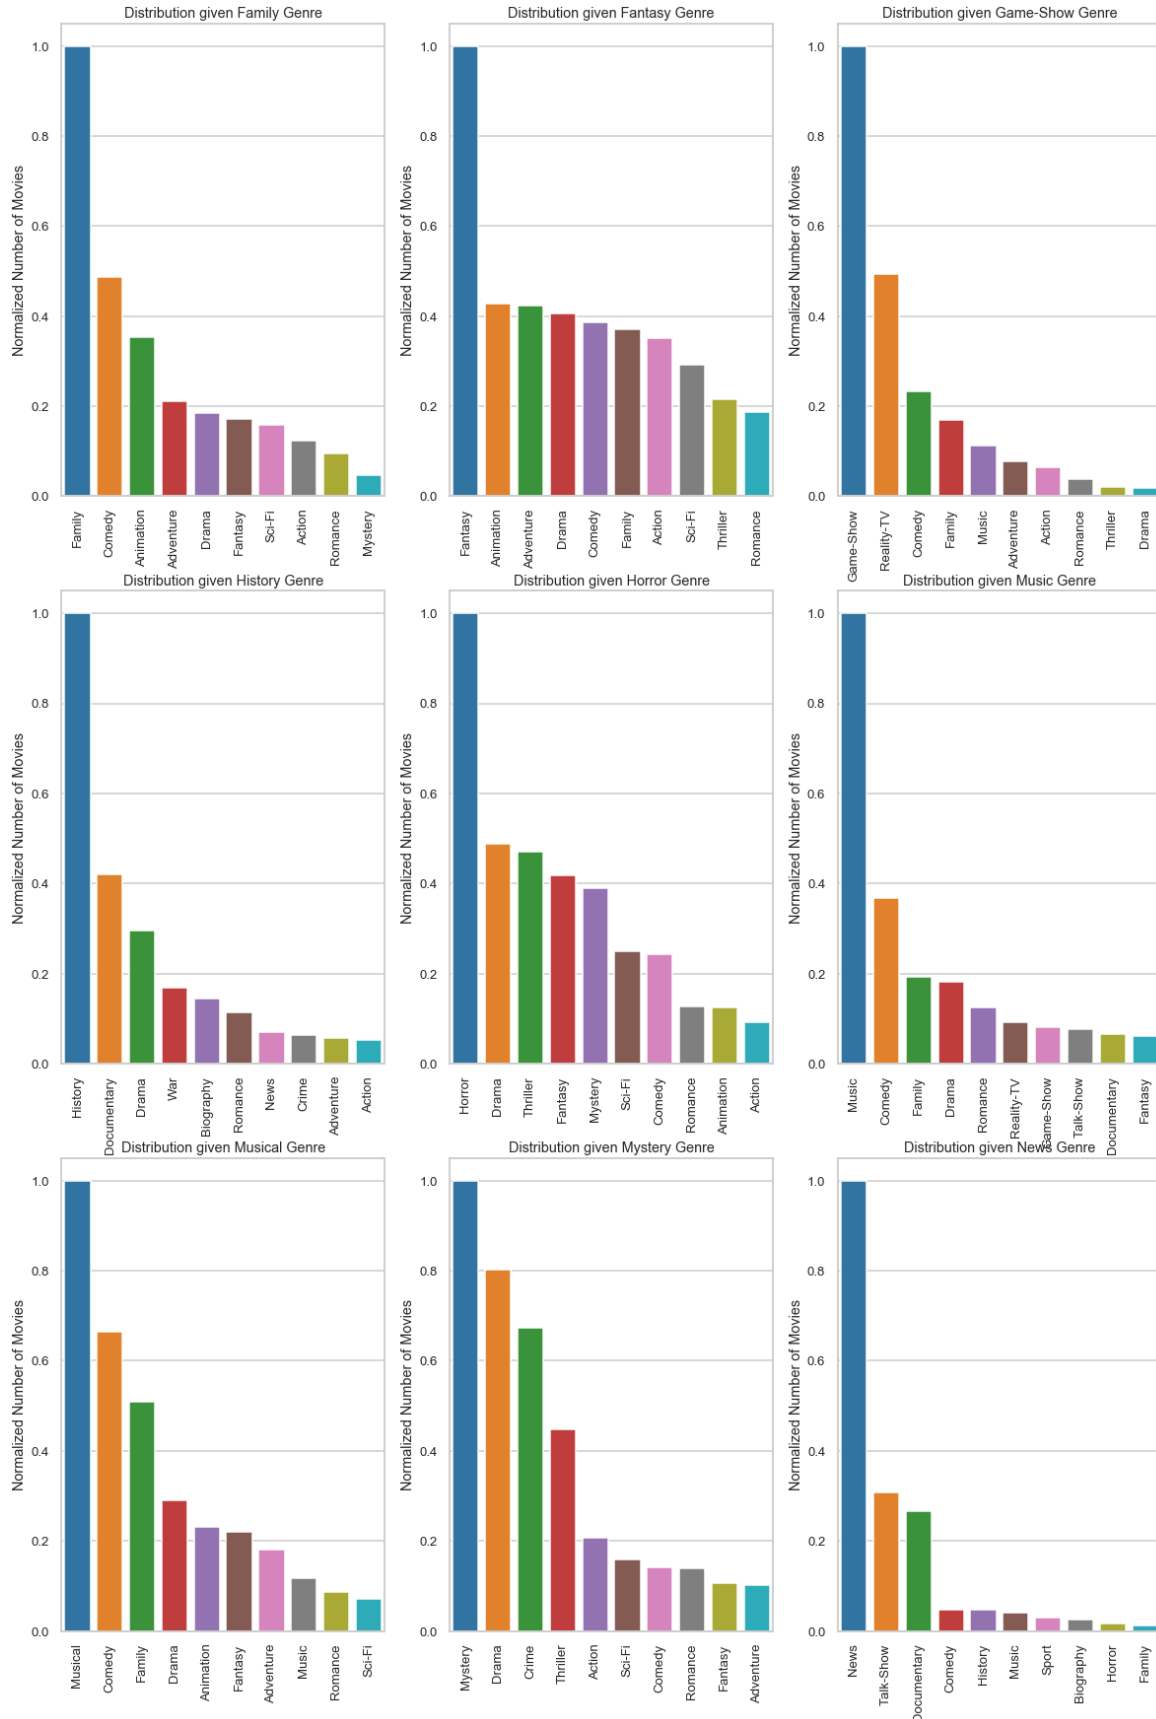 Distribution given Family Genre
Normalized Number of Movies
1.0
0.8
0.6
0.4
0.2
0.0
Family
Comedy
Animation
Adventure
Drama
Fantasy
Sci-Fi
Action
Romance
Mystery
Distribution given Fantasy Genre
Normalized Number of Movies
1.0
0.8
0.6
0.4
0.2
0.0
Fantasy
Animation
Adventure
Drama
Comedy
Family
Action
Sci-Fi
Thriller
Romance
Distribution given Game-Show Genre
Normalized Number of Movies
1.0
0.8
0.6
0.4
0.2
0.0
Game-Show
Reality-TV
Comedy
Family
Music
Adventure
Action
Romance
Thriller
Drama
Distribution given History Genre
Normalized Number of Movies
1.0
0.8
0.6
0.4
0.2
0.0
History
Documentary
Drama
War
Biography
Romance
News
Crime
Adventure
Action
Distribution given Horror Genre
Normalized Number of Movies
1.0
0.8
0.6
0.4
0.2
0.0
Horror
Drama
Thriller
Fantasy
Mystery
Sci-Fi
Comedy
Romance
Animation
Action
Distribution given Music Genre
Normalized Number of Movies
1.0
0.8
0.6
0.4
0.2
0.0
Music
Comedy
Family
Drama
Romance
Reality-TV
Game-Show
Talk-Show
Documentary
Fantasy
Distribution given Musical Genre
Normalized Number of Movies
1.0
0.8
0.6
0.4
0.2
0.0
Musical
Comedy
Family
Drama
Animation
Fantasy
Adventure
Music
Romance
Sci-Fi
Distribution given Mystery Genre
Normalized Number of Movies
1.0
0.8
0.6
0.4
0.2
0.0
Mystery
Drama
Crime
Thriller
Action
Sci-Fi
Comedy
Romance
Fantasy
Adventure
Distribution given News Genre
Normalized Number of Movies
1.0
0.8
0.6
0.4
0.2
0.0
News
Talk-Show
Documentary
Comedy
History
Music
Sport
Biography
Horror
Family